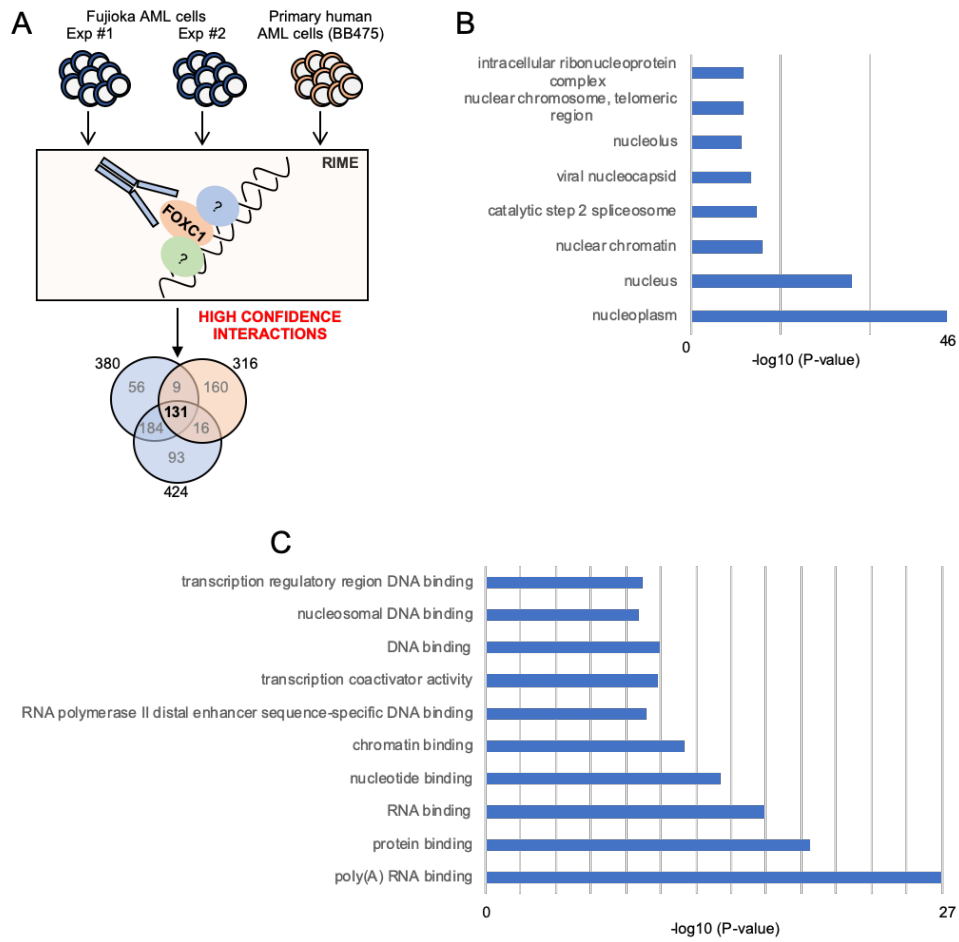 A
Fujioka AML cells
Exp #1
Exp #2
Primary human
AML cells (BB475)
RIME
FOXC1
?
?
HIGH CONFIDENCE
INTERACTIONS
380
316
56
9
160
131
184
16
93
424
B
intracellular ribonucleoprotein
complex
nuclear chromosome, telomeric
region
nucleolus
viral nucleocapsid
catalytic step 2 spliceosome
nuclear chromatin
nucleus
nucleoplasm
0
46
-log10 (P-value)
C
transcription regulatory region DNA binding
nucleosomal DNA binding
DNA binding
transcription coactivator activity
RNA polymerase II distal enhancer sequence-specific DNA binding
chromatin binding
nucleotide binding
RNA binding
protein binding
poly(A) RNA binding
0
27
-log10 (P-value)